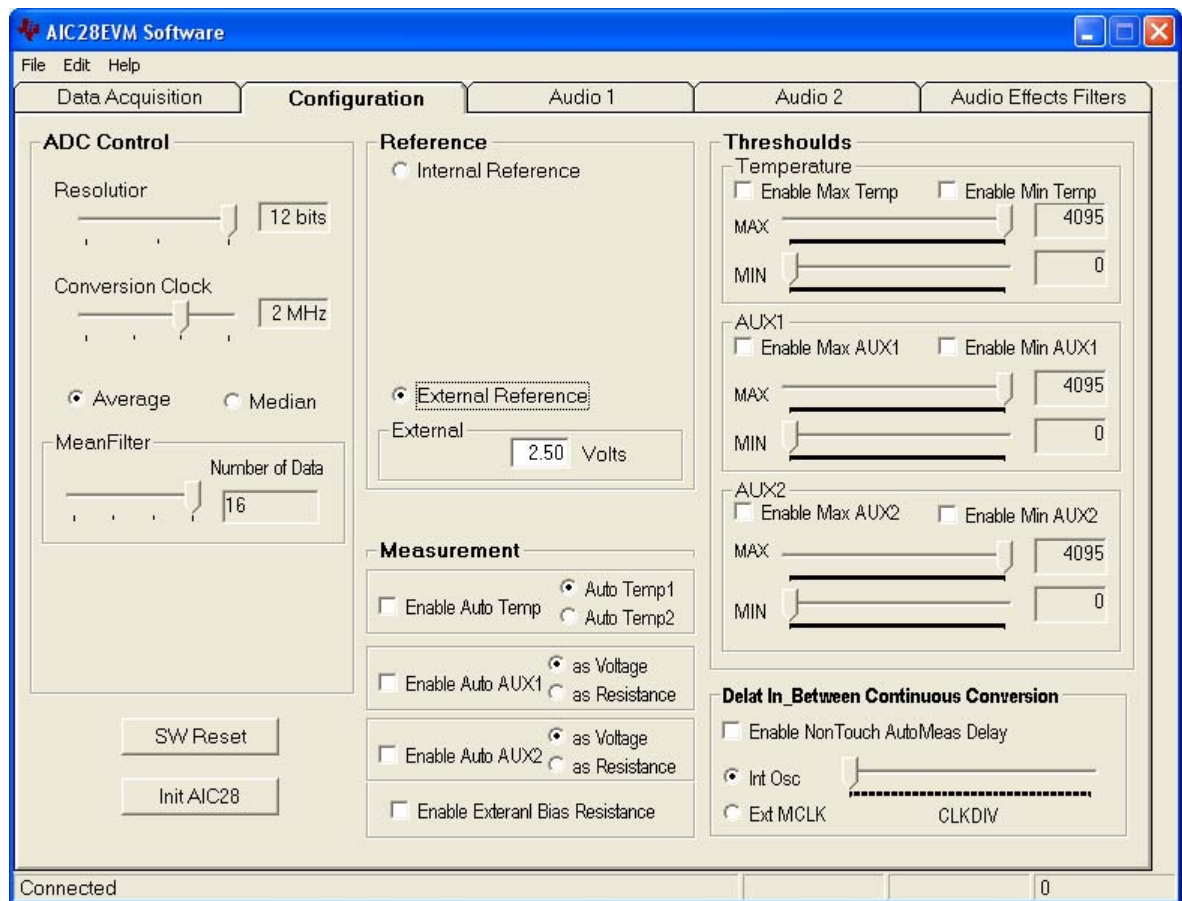 AIC28EVM Software
File Edit Help
Data Acquisition Configuration Audio 1 Audio 2 Audio Effects Filters
ADC Control
Resolutior
12 bits
Conversion Clock
2 MHz
Average Median
MeanFilter
Number of Data
16
SW Reset
Init AIC28
Reference
Internal Reference
External Reference
External
2.50 Volts
Measurement
Enable Auto Temp
Auto Temp1
Auto Temp2
Enable Auto AUX1
as Voltage
as Resistance
Enable Auto AUX2
as Voltage
as Resistance
Enable Exteranl Bias Resistance
Threshoulds
Temperature
Enable Max Temp Enable Min Temp
MAX 4095
MIN 0
AUX1
Enable Max AUX1 Enable Min AUX1
MAX 4095
MIN 0
AUX2
Enable Max AUX2 Enable Min AUX2
MAX 4095
MIN 0
Delat In_Between Continuous Conversion
Enable NonTouch AutoMeas Delay
Int Osc
Ext MCLK CLKDIV
Connected 0